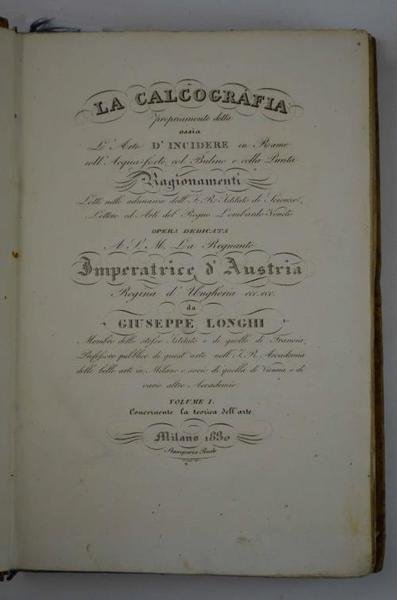 LA CALCOGRAFIA
propriamente detta
ossia
L'Arte D'INCIDERE in Rame
coll'Acqua-forte, col Bulino e colla Punta
Ragionamenti
Letti nelle adunanze dell'I. R. Istituto di Scienze,
Lettere ed Arti del Regno Lombardo-Veneto
OPERA DEDICATA
A S. M. La Regnante
Imperatrice d'Austria
Regina d'Ungheria ecc. ecc.
da
GIUSEPPE LONGHI
Membro dello stesso Istituto e di quello di Francia,
Professore pubblico di quest'arte nell'I. R. Accademia
delle belle arti in Milano e socio di quella di Vienna e di
varie altre Accademie
VOLUME I.
Concernente la teorica dell'arte
Milano 1830
Stamperia Reale